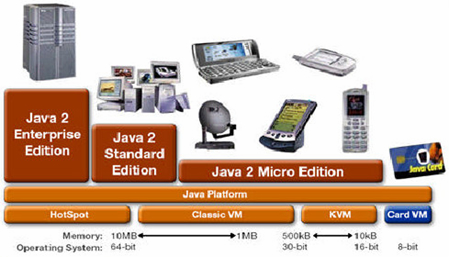 Java 2
Enterprise
Edition
Java 2
Standard
Edition
Java 2 Micro Edition
Java Card
Java Platform
HotSpot
Classic VM
KVM
Card VM
Memory: 10MB 1MB 500kB 10kB
Operating System: 64-bit 30-bit 16-bit 8-bit